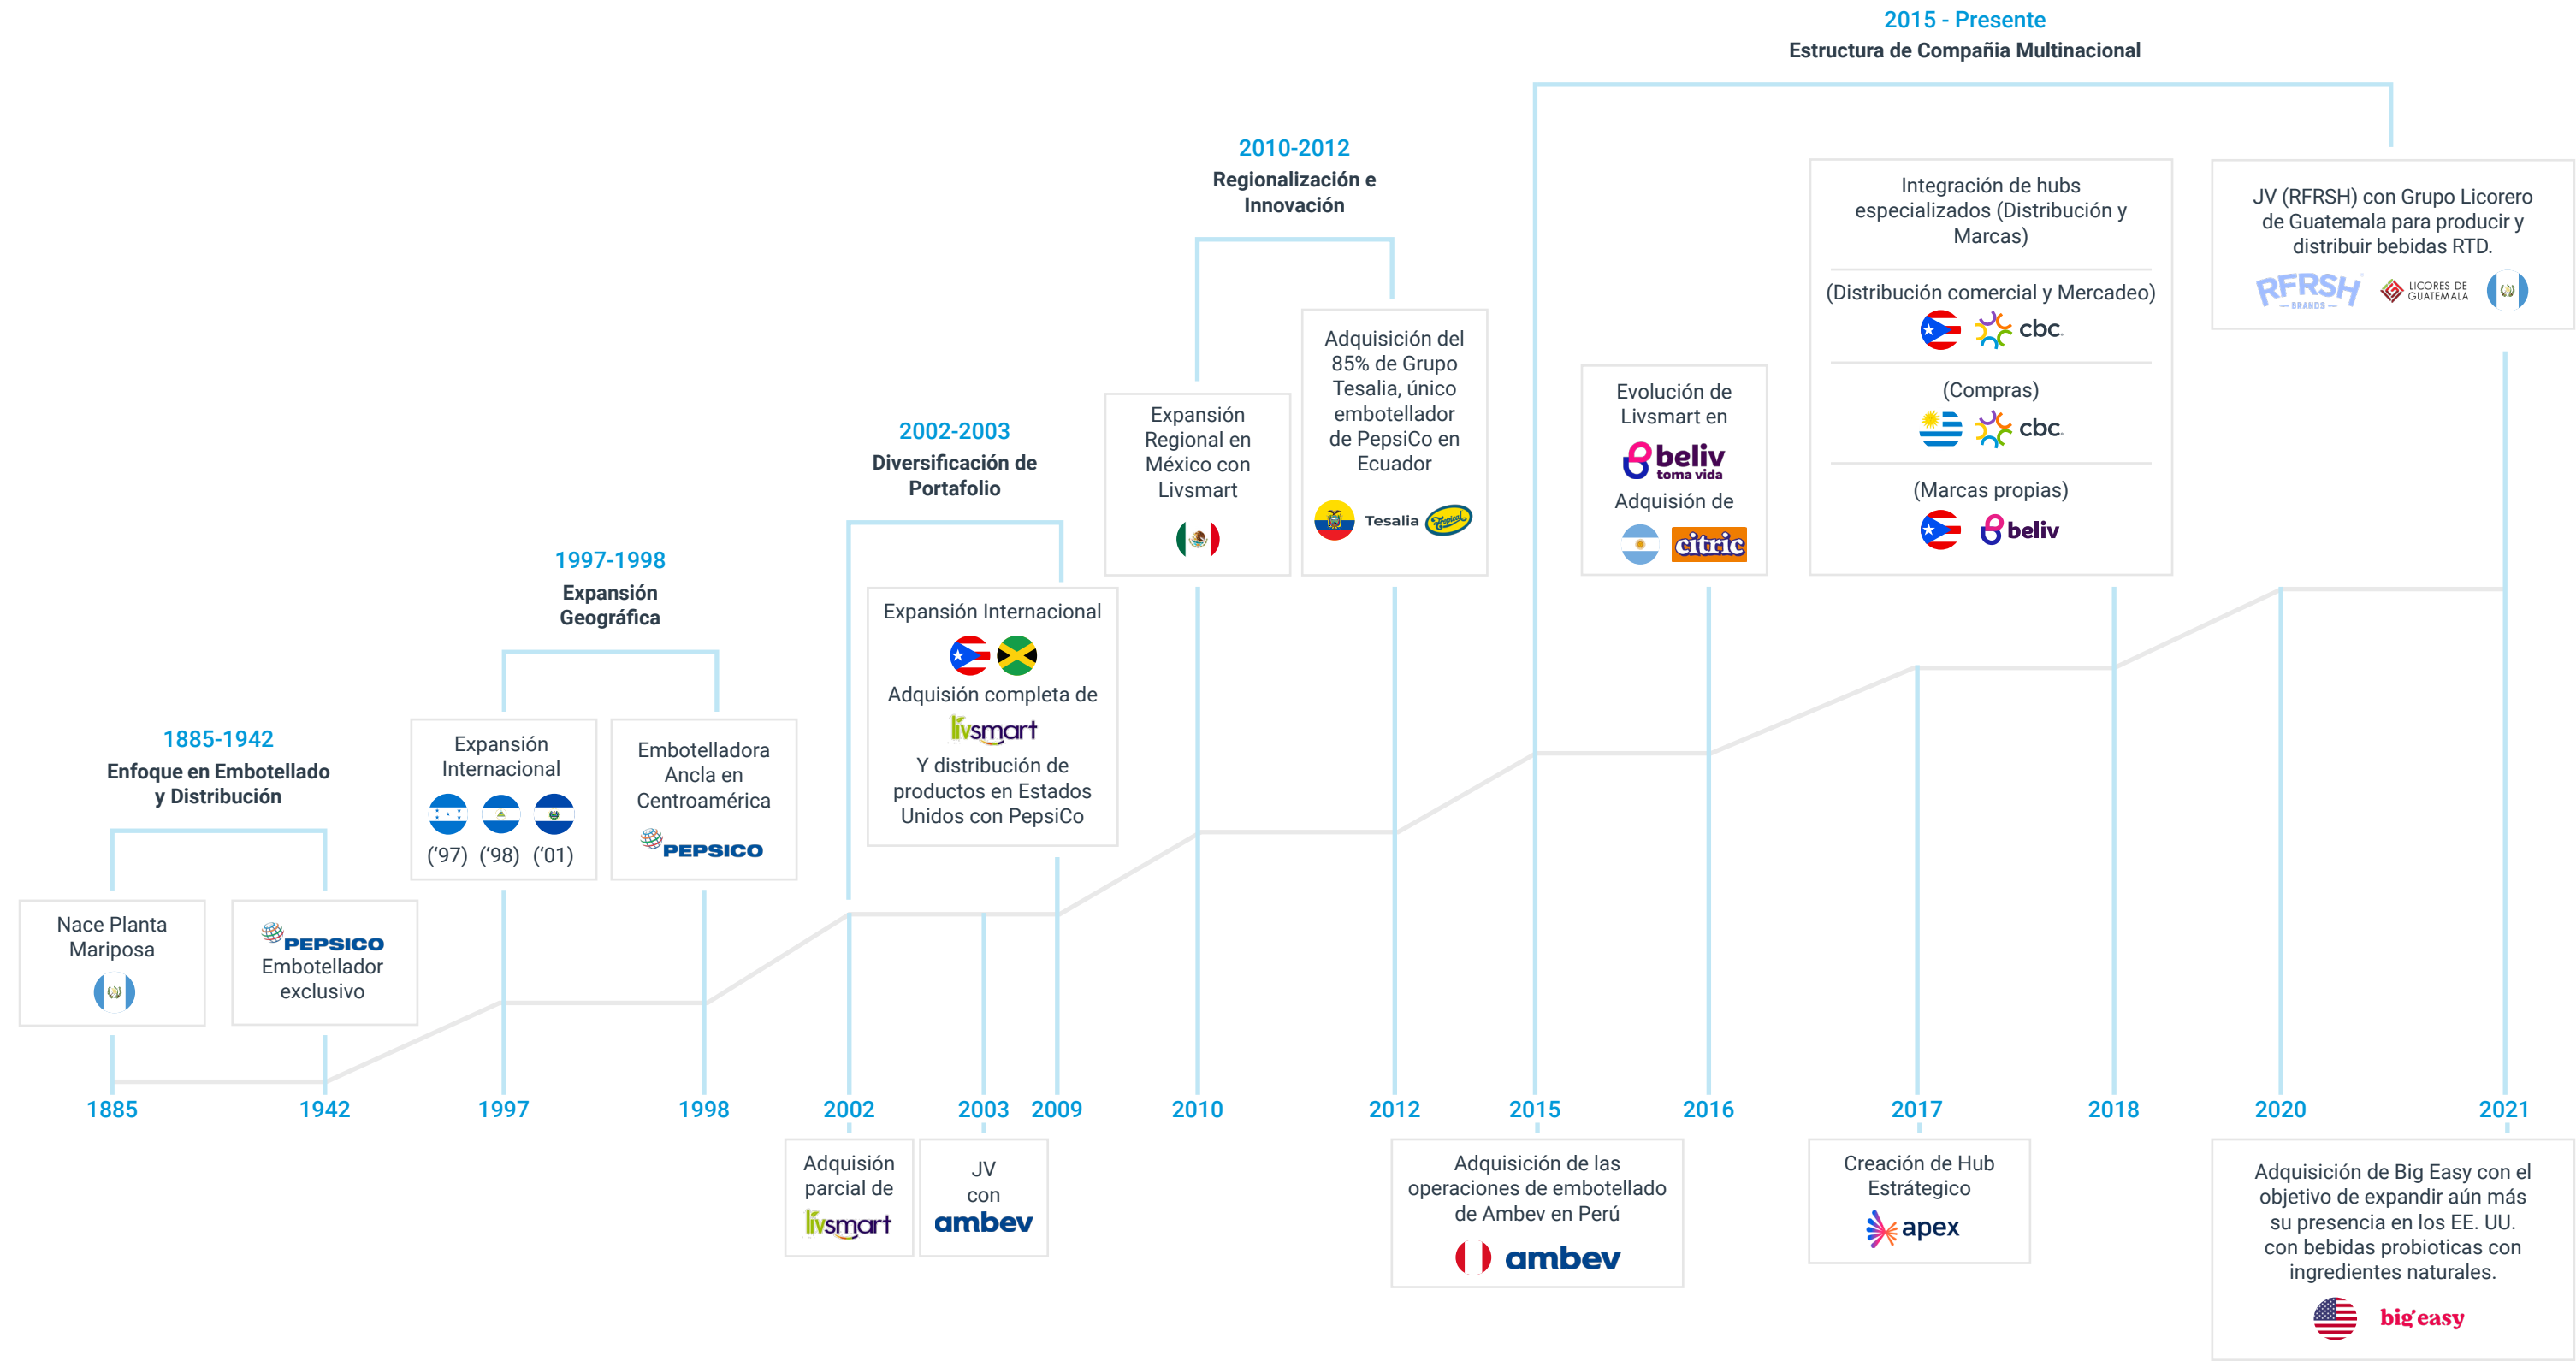 2015 - Presente
Estructura de Compañia Multinacional
2010-2012
Regionalización e
Innovación
2002-2003
Diversificación de
Portafolio
1997-1998
Expansión
Geográfica
1885-1942
Enfoque en Embotellado
y Distribución
Nace Planta
Mariposa
PEPSICO
Embotellador
exclusivo
Expansión
Internacional
(‘97) (‘98) (‘01)
Embotelladora
Ancla en
Centroamérica
PEPSICO
Expansión Internacional
Adquisión completa de
livsmart
Y distribución de
productos en Estados
Unidos con PepsiCo
Expansión
Regional en
México con
Livsmart
Adquisición del
85% de Grupo
Tesalia, único
embotellador
de PepsiCo en
Ecuador
Tesalia Tropical
Evolución de
Livsmart en
beliv
toma vida
Adquisión de
citric
Integración de hubs
especializados (Distribución y
Marcas)
(Distribución comercial y Mercadeo)
cbc
(Compras)
cbc
(Marcas propias)
beliv
JV (RFRSH) con Grupo Licorero
de Guatemala para producir y
distribuir bebidas RTD.
RFRSH
BRANDS
LICORES DE
GUATEMALA
1885 1942 1997 1998 2002 2003 2009 2010 2012 2015 2016 2017 2018 2020 2021
Adquisión
parcial de
livsmart
JV
con
ambev
Adquisición de las
operaciones de embotellado
de Ambev en Perú
ambev
Creación de Hub
Estrátegico
apex
Adquisición de Big Easy con el
objetivo de expandir aún más
su presencia en los EE. UU.
con bebidas probioticas con
ingredientes naturales.
big easy